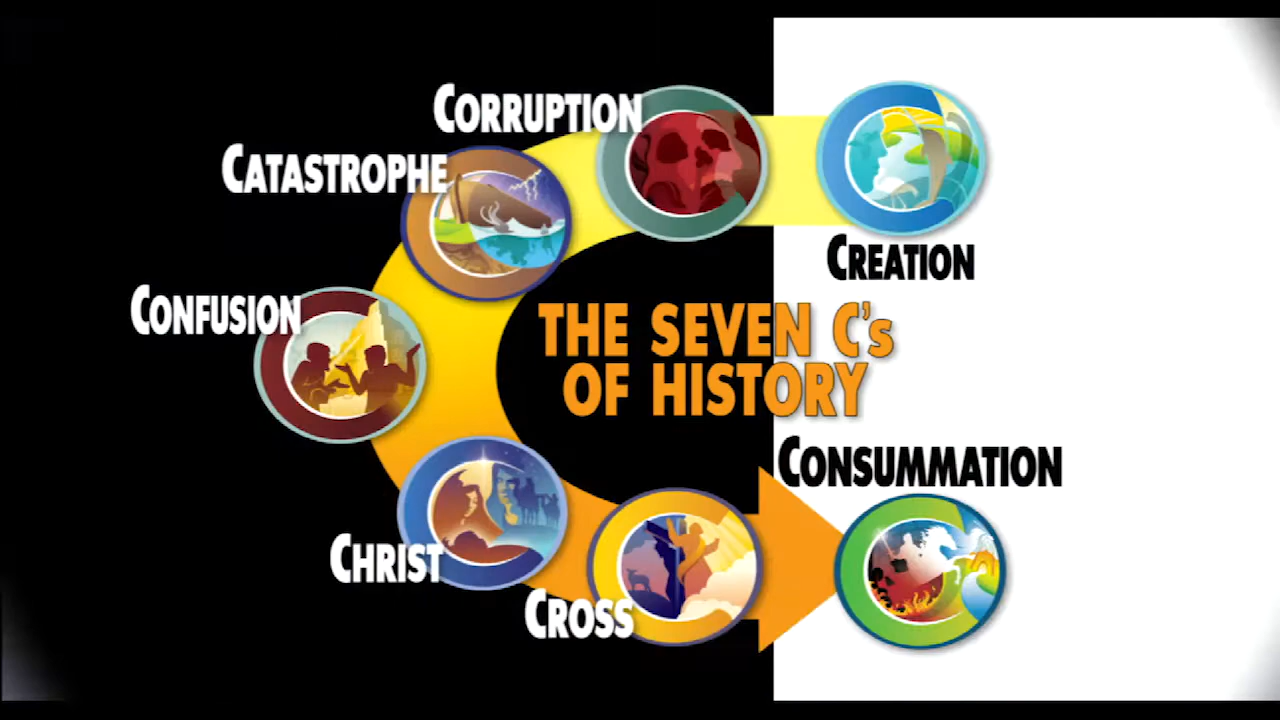 CORRUPTION
CATASTROPHE
CREATION
CONFUSION
THE SEVEN C's
OF HISTORY
CONSUMMATION
CHRIST
CROSS